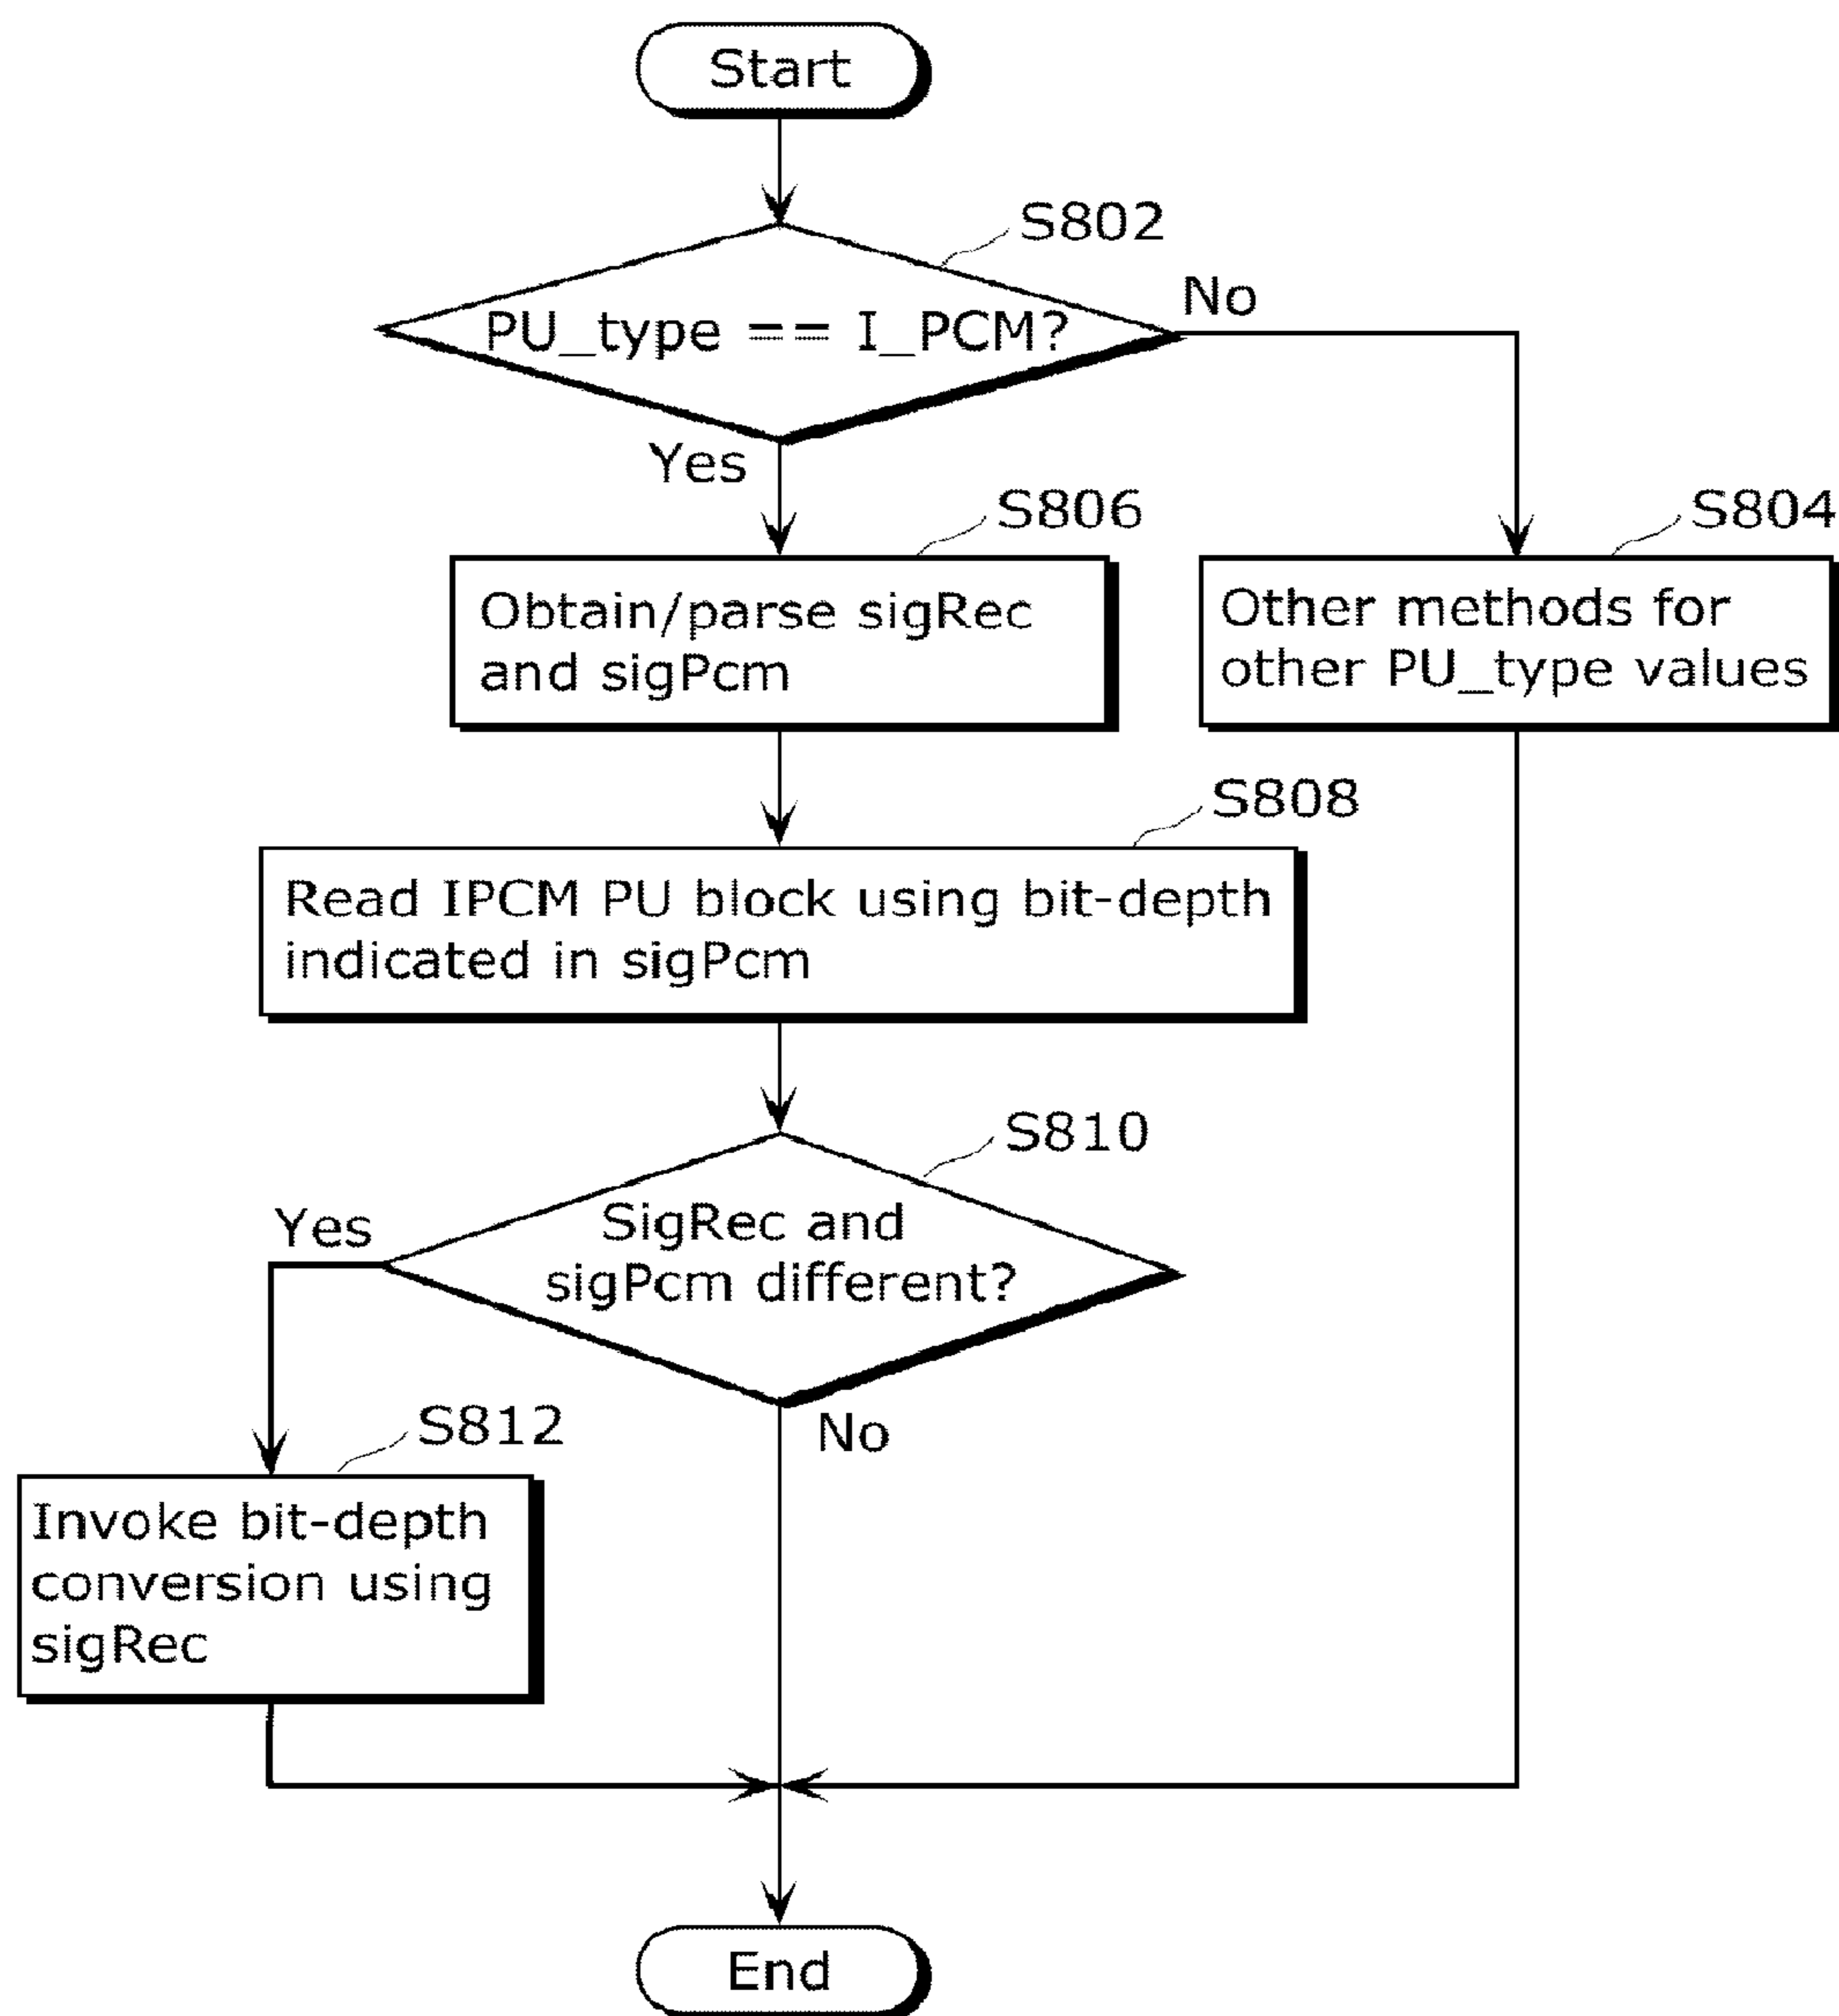 Start
S802
PU_type == I_PCM?
No
Yes
S806
S804
Obtain/parse sigRec
and sigPcm
Other methods for
other PU_type values
S808
Read IPCM PU block using bit-depth
indicated in sigPcm
S810
SigRec and
sigPcm different?
Yes
No
S812
Invoke bit-depth
conversion using
sigRec
End